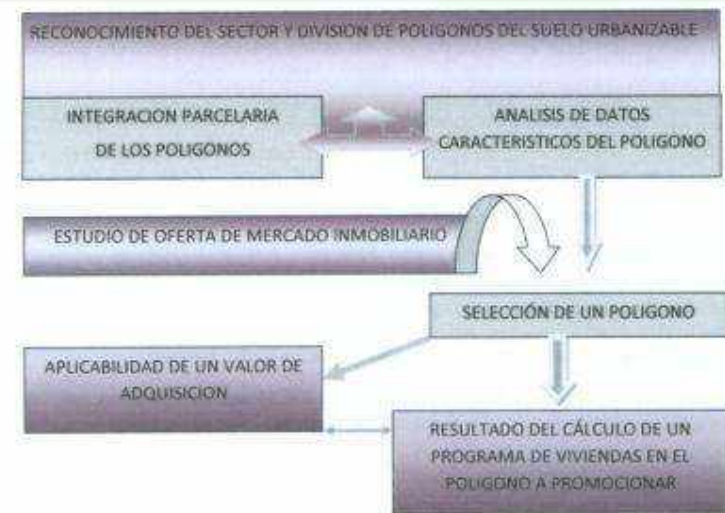 RECONOCIMIENTO DEL SECTOR Y DIVISION DE POLIGONOS DEL SUELO URBANIZABLE
INTEGRACION PARCELARIA
DE LOS POLIGONOS
ANALISIS DE DATOS
CARACTERISTICOS DEL POLIGONO
ESTUDIO DE OFERTA DE MERCADO INMOBILIARIO
SELECCIÓN DE UN POLIGONO
APLICABILIDAD DE UN VALOR DE
ADQUISICION
RESULTADO DEL CÁLCULO DE UN
PROGRAMA DE VIVIENDAS EN EL
POLIGONO A PROMOCIONAR